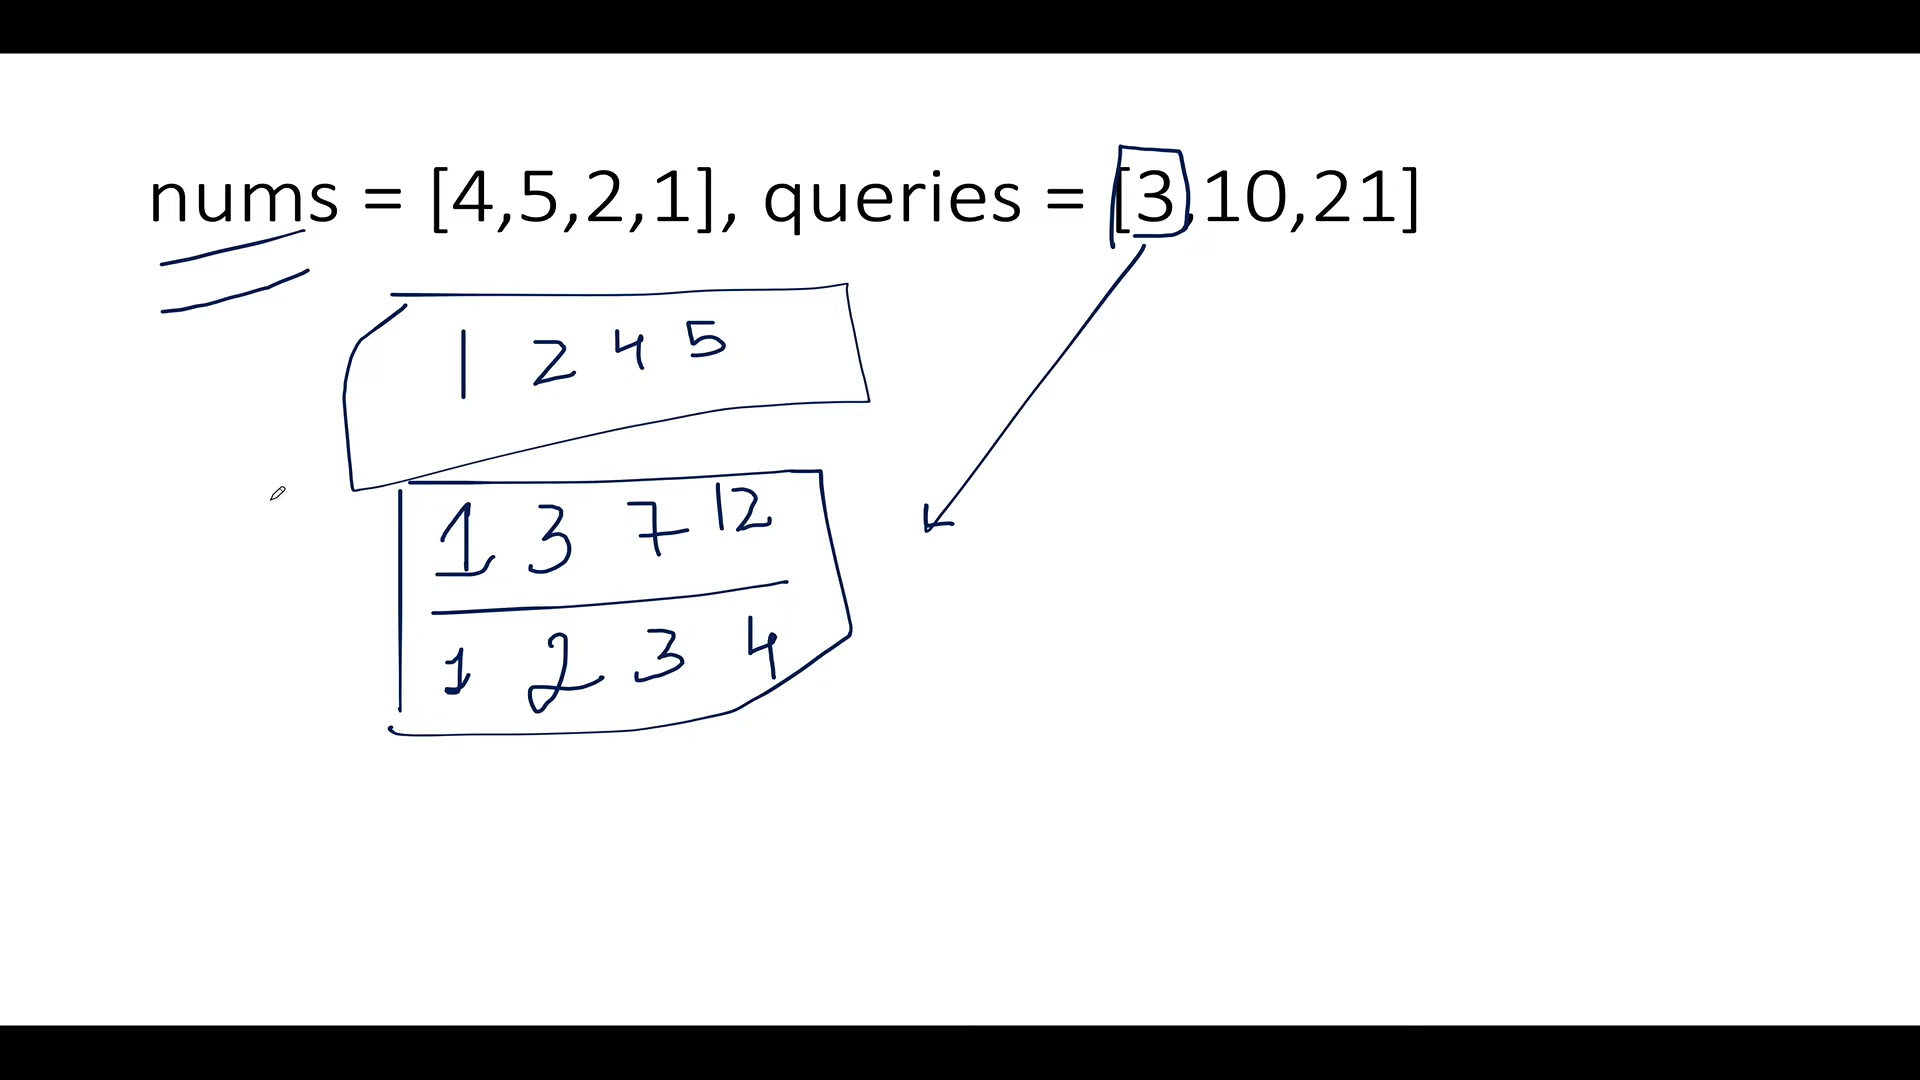 nums = [4,5,2,1], queries = [3,10,21]
1 2 4 5
1 3 7 12
1 2 3 4